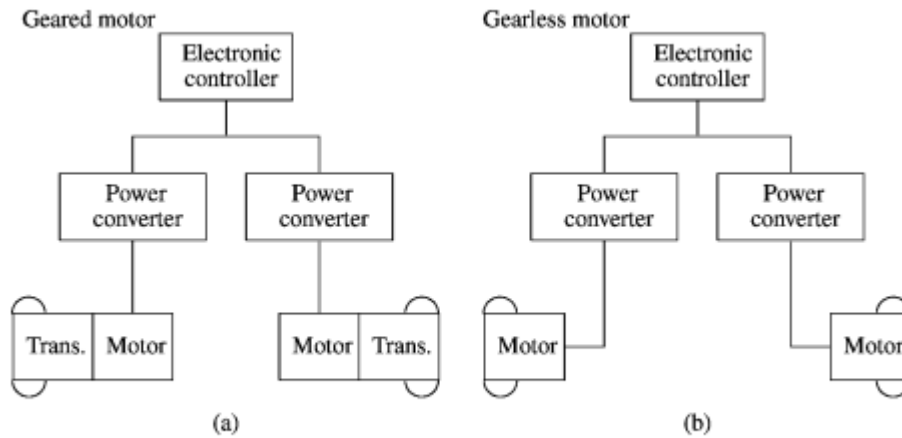 Geared motor
Electronic
controller
Power
converter
Power
converter
Trans.
Motor
Motor
Trans.
(a)
Gearless motor
Electronic
controller
Power
converter
Power
converter
Motor
Motor
(b)